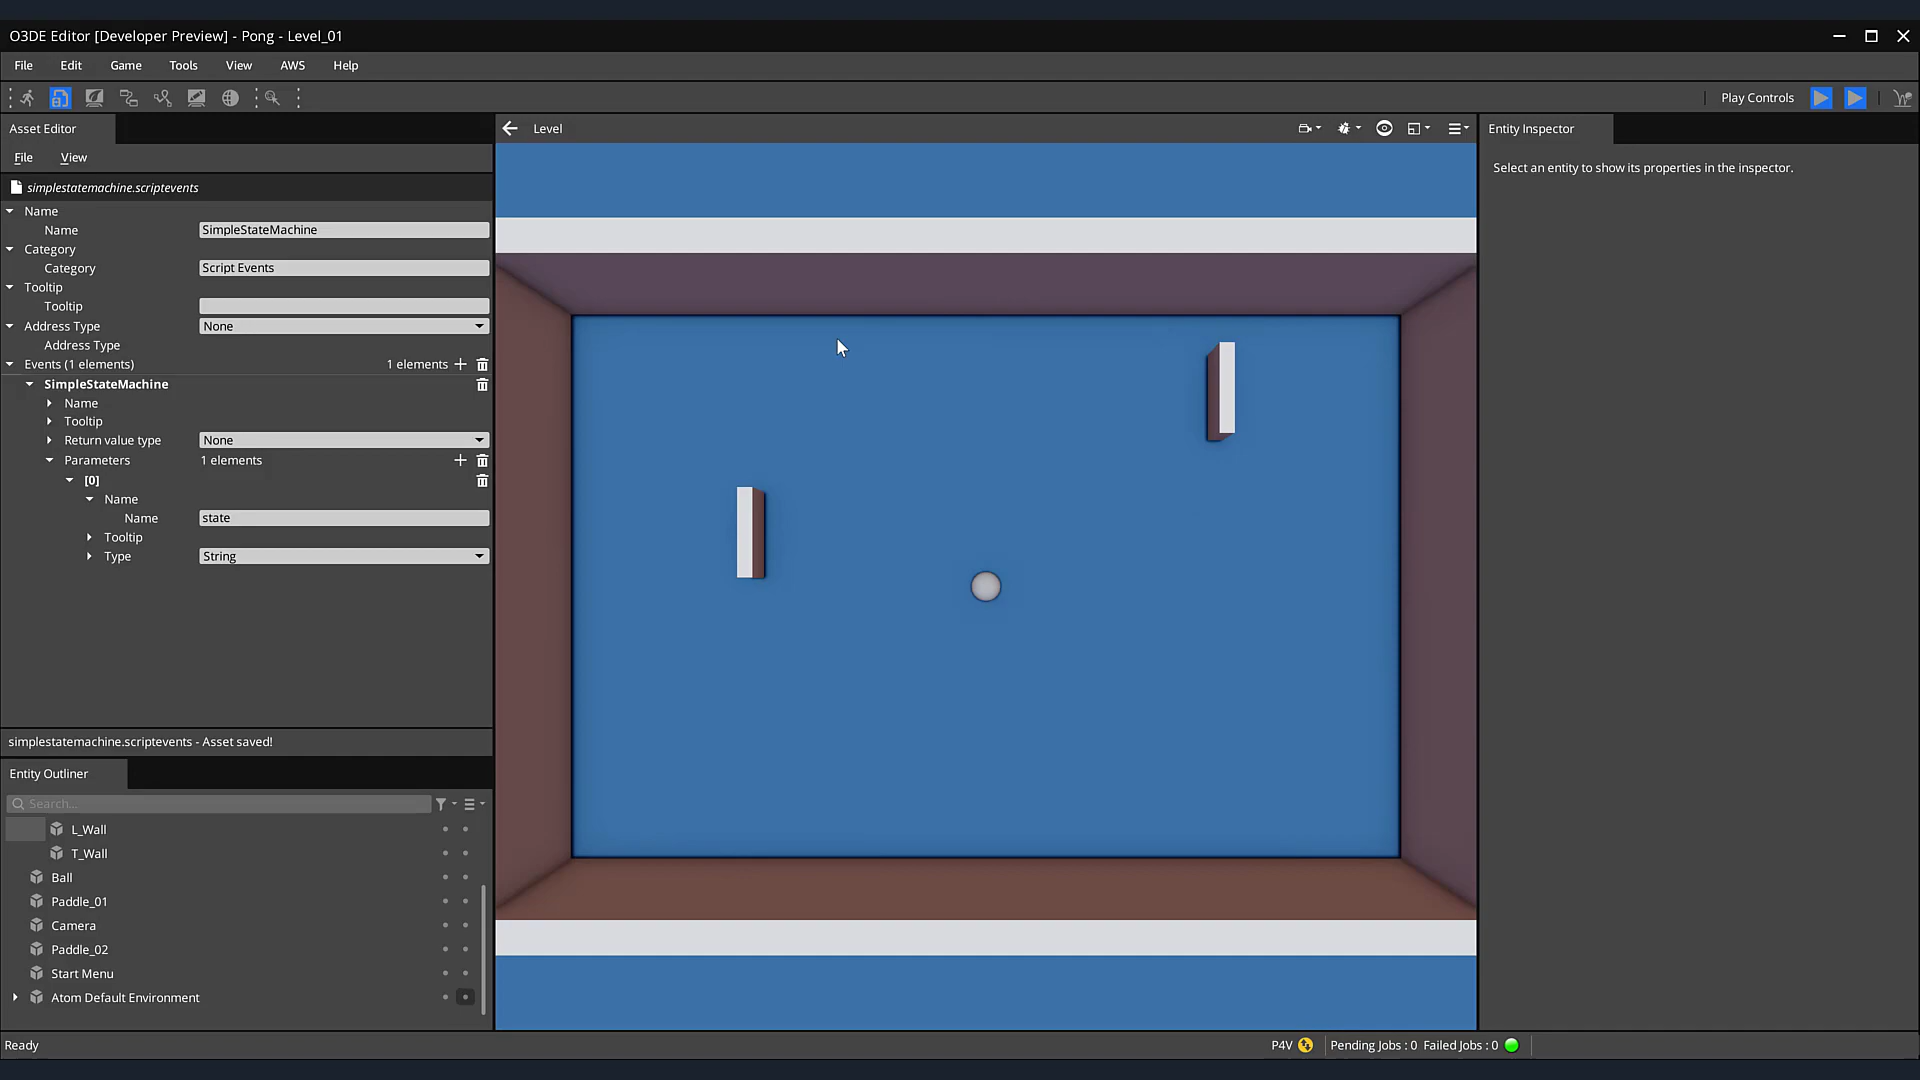 O3DE Editor [Developer Preview] - Pong - Level_01
File Edit Game Tools View AWS Help
Play Controls
Asset Editor
File View
simplestatemachine.scriptevents
Name
Name SimpleStateMachine
Category
Category Script Events
Tooltip
Tooltip
Address Type None
Address Type
Events (1 elements) 1 elements
SimpleStateMachine
Name
Tooltip
Return value type None
Parameters 1 elements
[0]
Name
Name state
Tooltip
Type String
simplestatemachine.scriptevents - Asset saved!
Entity Outliner
Search...
L_Wall
T_Wall
Ball
Paddle_01
Camera
Paddle_02
Start Menu
Atom Default Environment
Level
Entity Inspector
Select an entity to show its properties in the inspector.
Ready
P4V
Pending Jobs : 0 Failed Jobs : 0